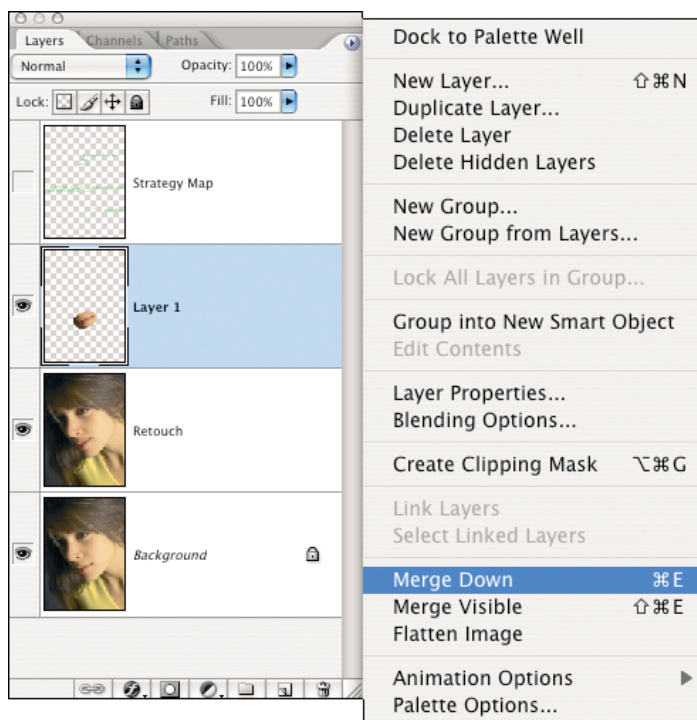 Layers Channels Paths
Normal Opacity: 100%
Lock: Fill: 100%
Strategy Map
Layer 1
Retouch
Background
Dock to Palette Well
New Layer... ⇧⌘N
Duplicate Layer...
Delete Layer
Delete Hidden Layers
New Group...
New Group from Layers...
Lock All Layers in Group...
Group into New Smart Object
Edit Contents
Layer Properties...
Blending Options...
Create Clipping Mask ⌥⌘G
Link Layers
Select Linked Layers
Merge Down ⌘E
Merge Visible ⇧⌘E
Flatten Image
Animation Options
Palette Options...